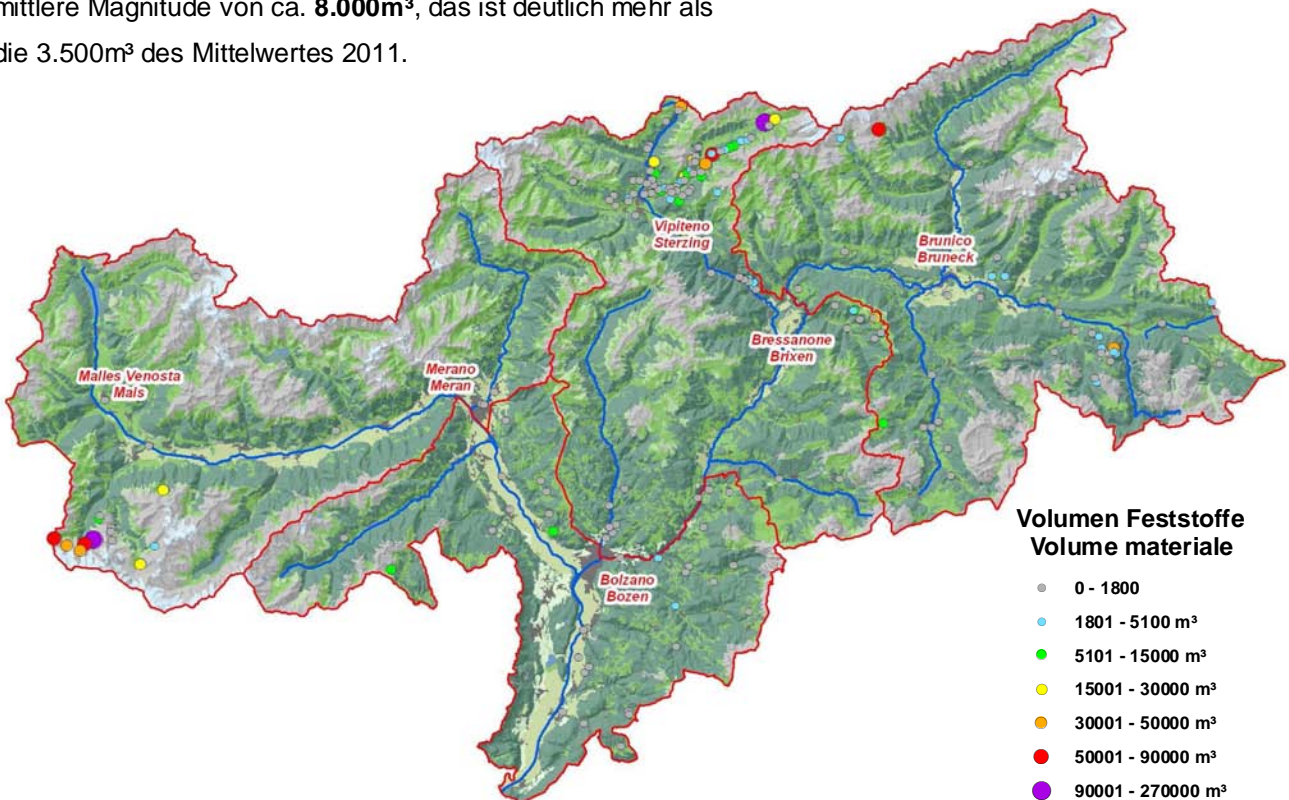 mittlere Magnitude von ca. 8.000m³, das ist deutlich mehr als
die 3.500m³ des Mittelwertes 2011.
Vipiteno
Sterzing
Brunico
Bruneck
Bressanone
Brixen
Merano
Meran
Malles Venosta
Mals
Bolzano
Bozen
Volumen Feststoffe
Volume materiale
0 - 1800
1801 - 5100 m³
5101 - 15000 m³
15001 - 30000 m³
30001 - 50000 m³
50001 - 90000 m³
90001 - 270000 m³